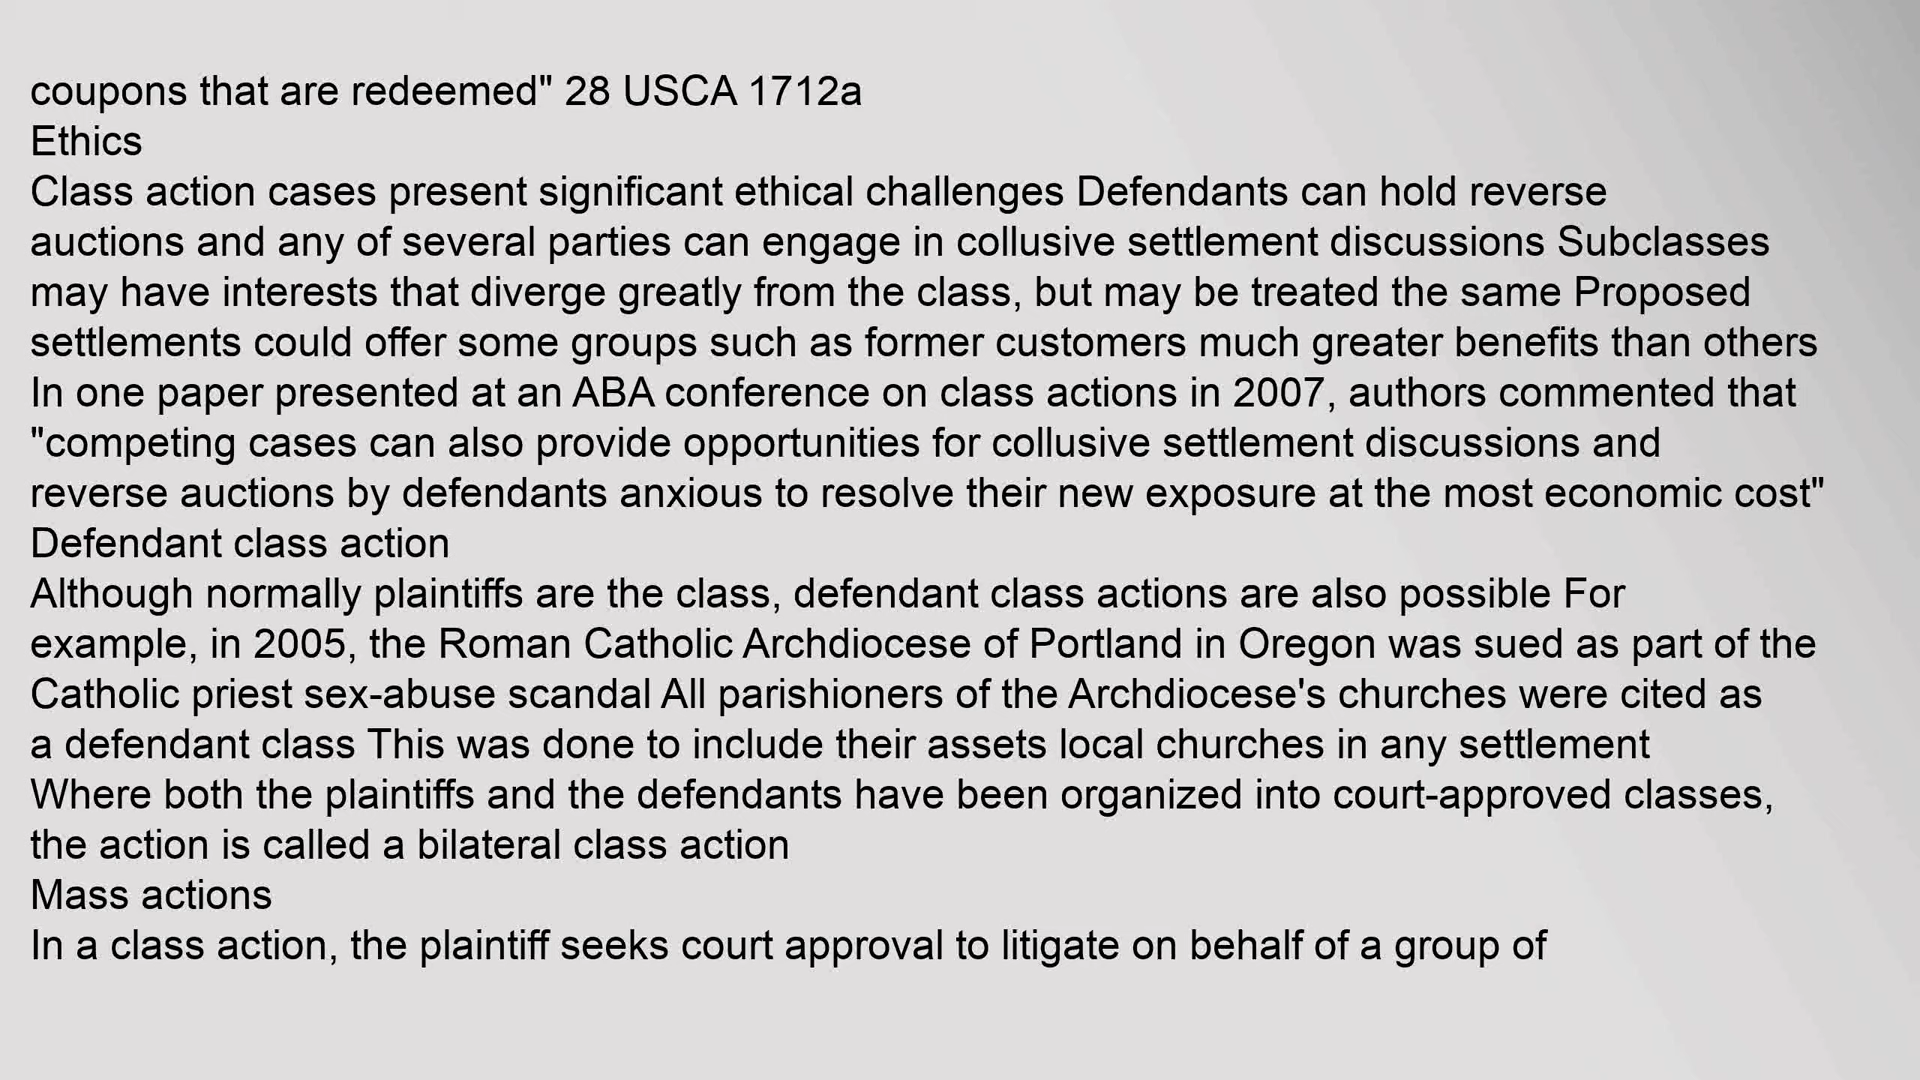 coupons that are redeemed" 28 USCA 1712a
Ethics
Class action cases present significant ethical challenges Defendants can hold reverse
auctions and any of several parties can engage in collusive settlement discussions Subclasses
may have interests that diverge greatly from the class, but may be treated the same Proposed
settlements could offer some groups such as former customers much greater benefits than others
In one paper presented at an ABA conference on class actions in 2007, authors commented that
"competing cases can also provide opportunities for collusive settlement discussions and
reverse auctions by defendants anxious to resolve their new exposure at the most economic cost"
Defendant class action
Although normally plaintiffs are the class, defendant class actions are also possible For
example, in 2005, the Roman Catholic Archdiocese of Portland in Oregon was sued as part of the
Catholic priest sex-abuse scandal All parishioners of the Archdiocese's churches were cited as
a defendant class This was done to include their assets local churches in any settlement
Where both the plaintiffs and the defendants have been organized into court-approved classes,
the action is called a bilateral class action
Mass actions
In a class action, the plaintiff seeks court approval to litigate on behalf of a group of